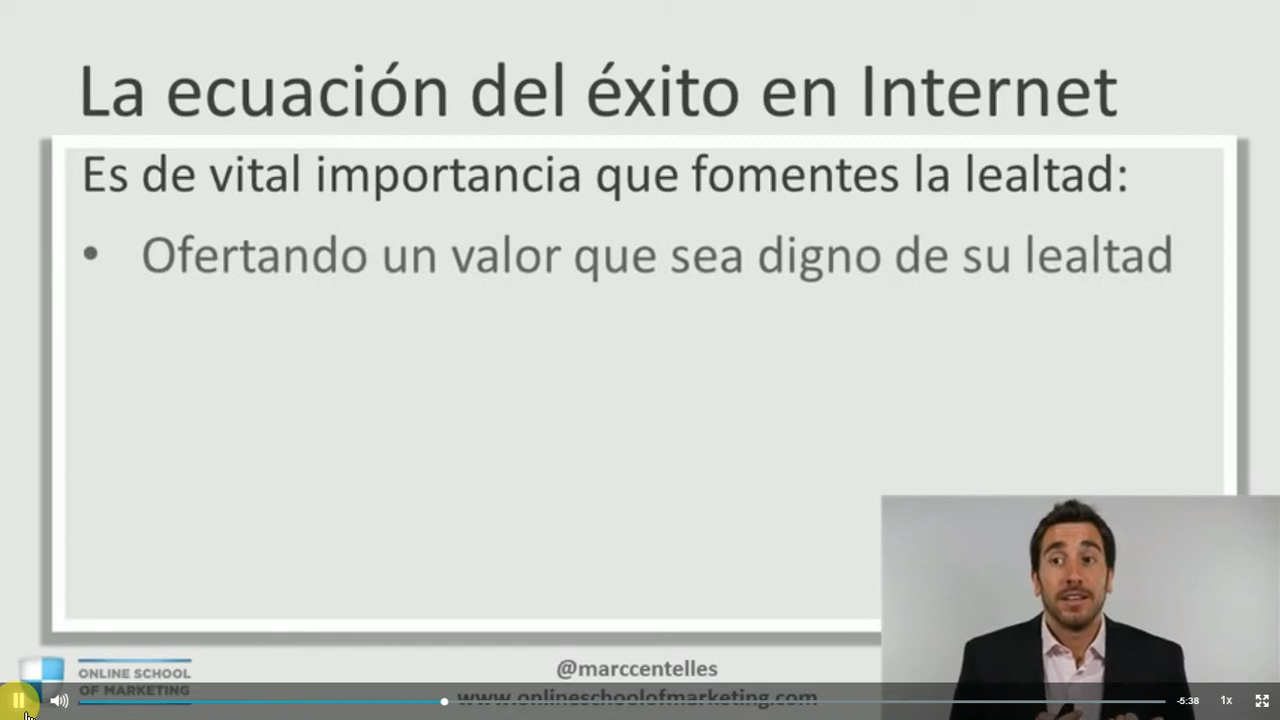 La ecuación del éxito en Internet
Es de vital importancia que fomentes la lealtad:
• Ofertando un valor que sea digno de su lealtad
ONLINE SCHOOL
OF MARKETING
@marccentelles
www.onlineschoolofmarketing.com
-5:38
1x